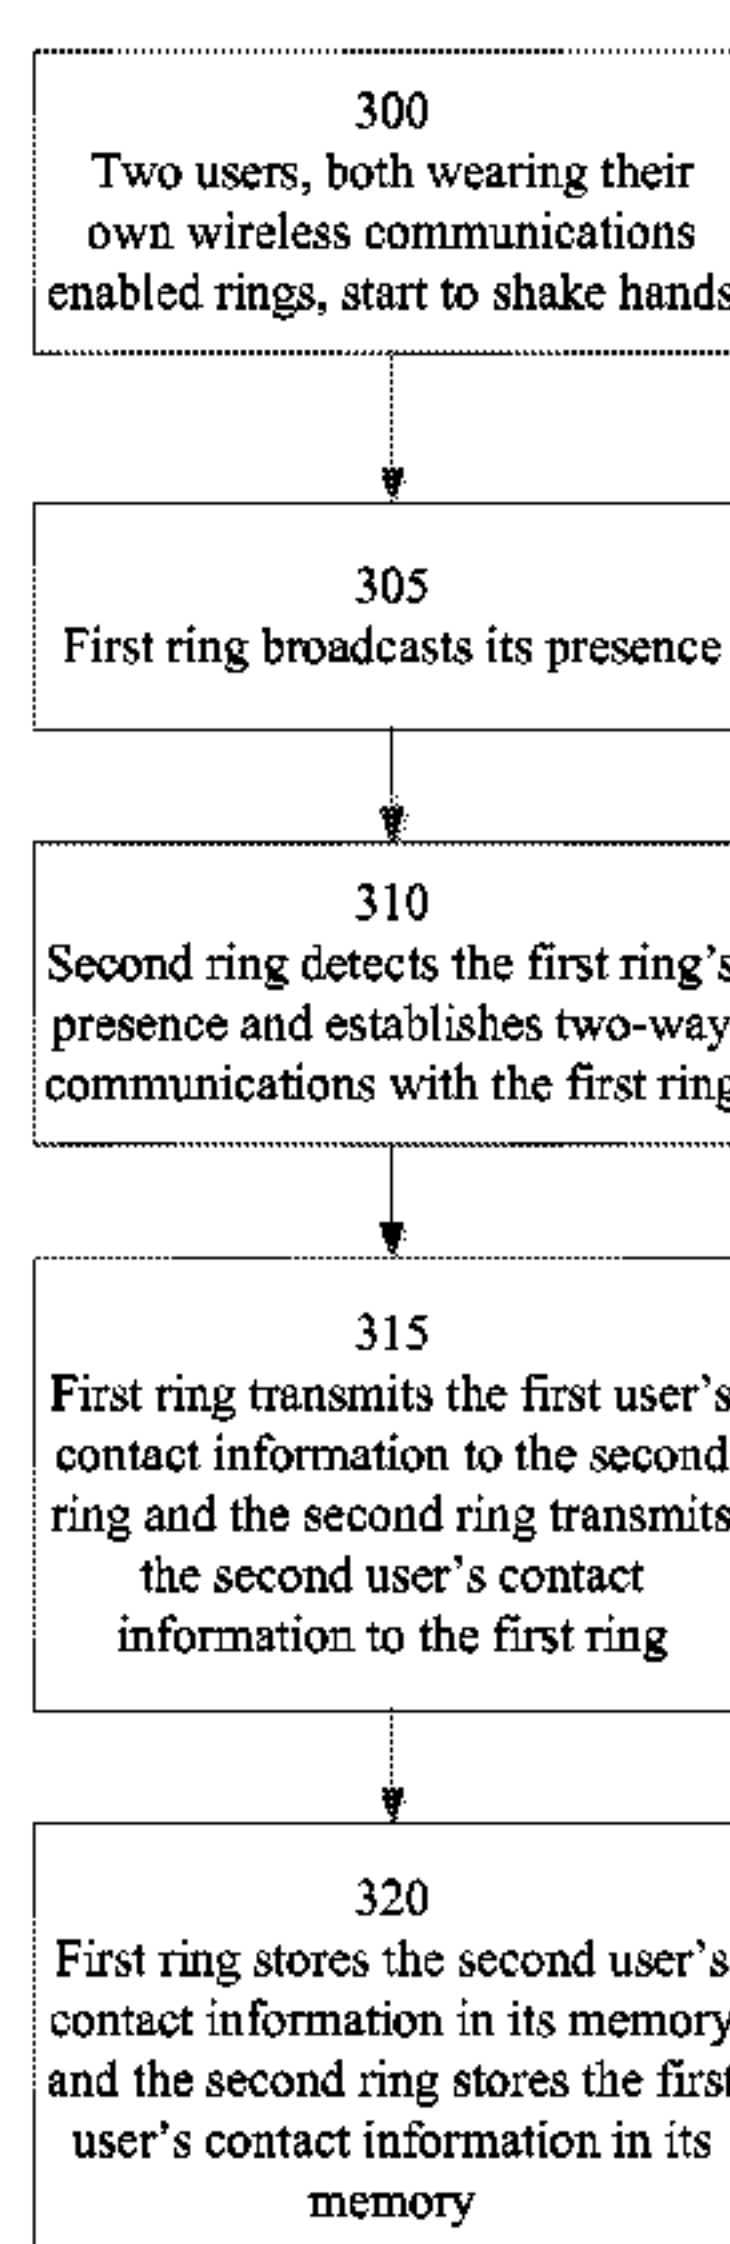 300
Two users, both wearing their
own wireless communications
enabled rings, start to shake hands
305
First ring broadcasts its presence
310
Second ring detects the first ring’s
presence and establishes two-way
communications with the first ring
315
First ring transmits the first user’s
contact information to the second
ring and the second ring transmits
the second user’s contact
information to the first ring
320
First ring stores the second user’s
contact information in its memory
and the second ring stores the first
user’s contact information in its
memory